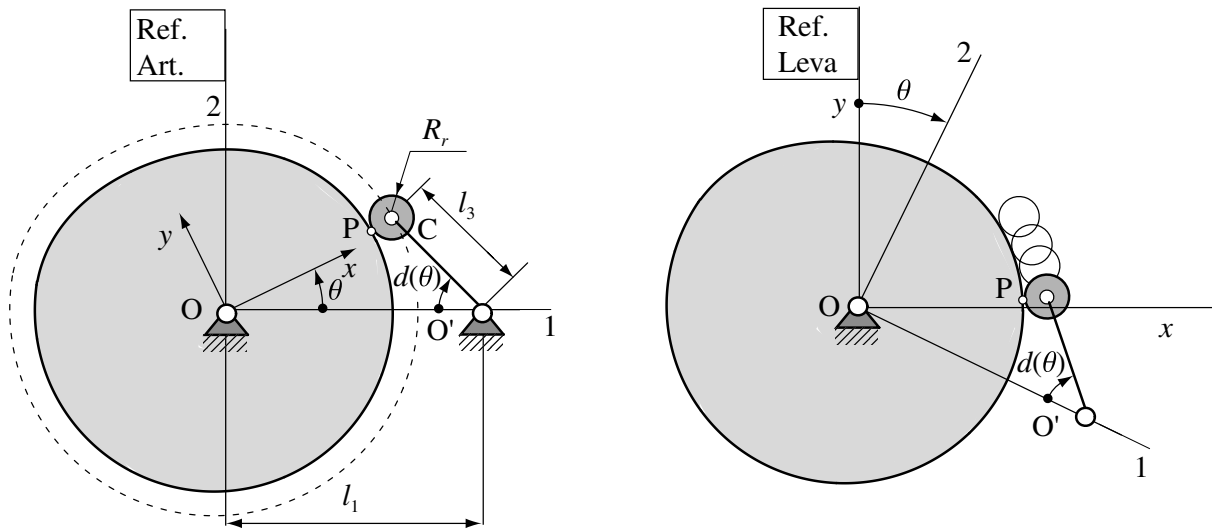 Ref.
Art.
2
R_r
P
C
l_3
y
x
d(θ)
θ
O
O'
1
l_1
Ref.
Leva
2
y
θ
P
O
x
d(θ)
O'
1